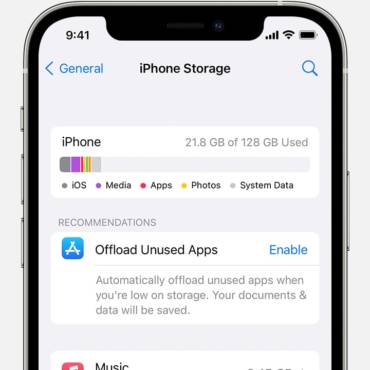 9:41
General
iPhone Storage
iPhone
21.8 GB of 128 GB Used
iOS Media Apps Photos System Data
RECOMMENDATIONS
Offload Unused Apps
Enable
Automatically offload unused apps when
you're low on storage. Your documents &
data will be saved.
Music